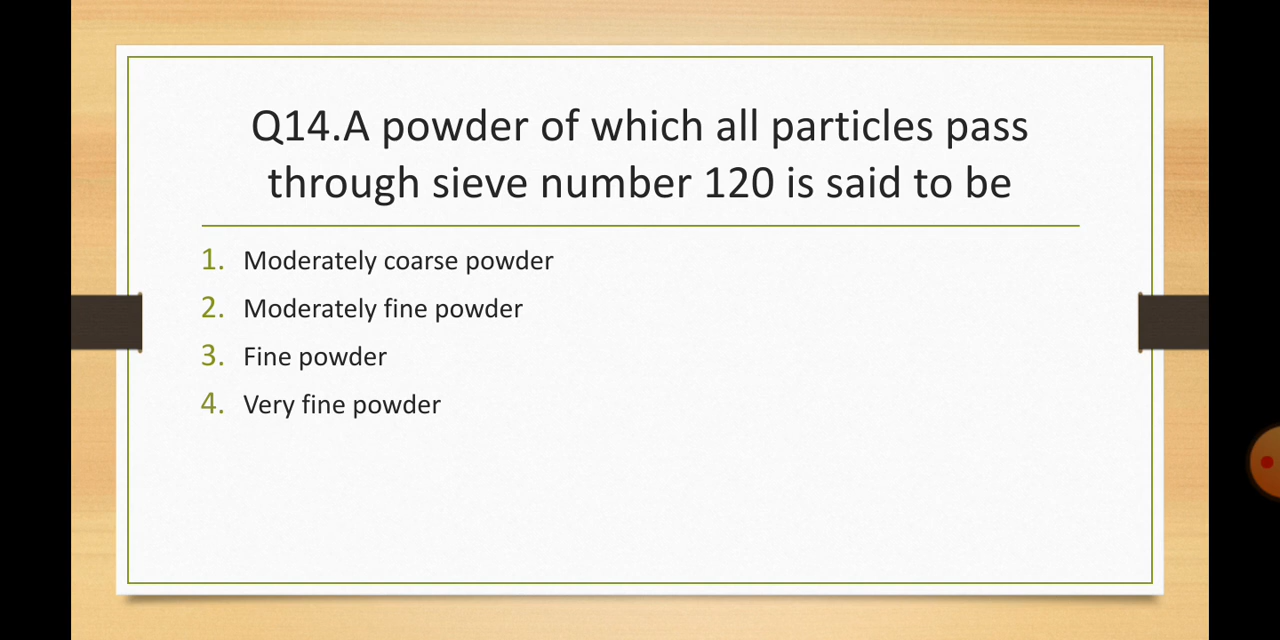 Q14.A powder of which all particles pass
through sieve number 120 is said to be
1. Moderately coarse powder
2. Moderately fine powder
3. Fine powder
4. Very fine powder